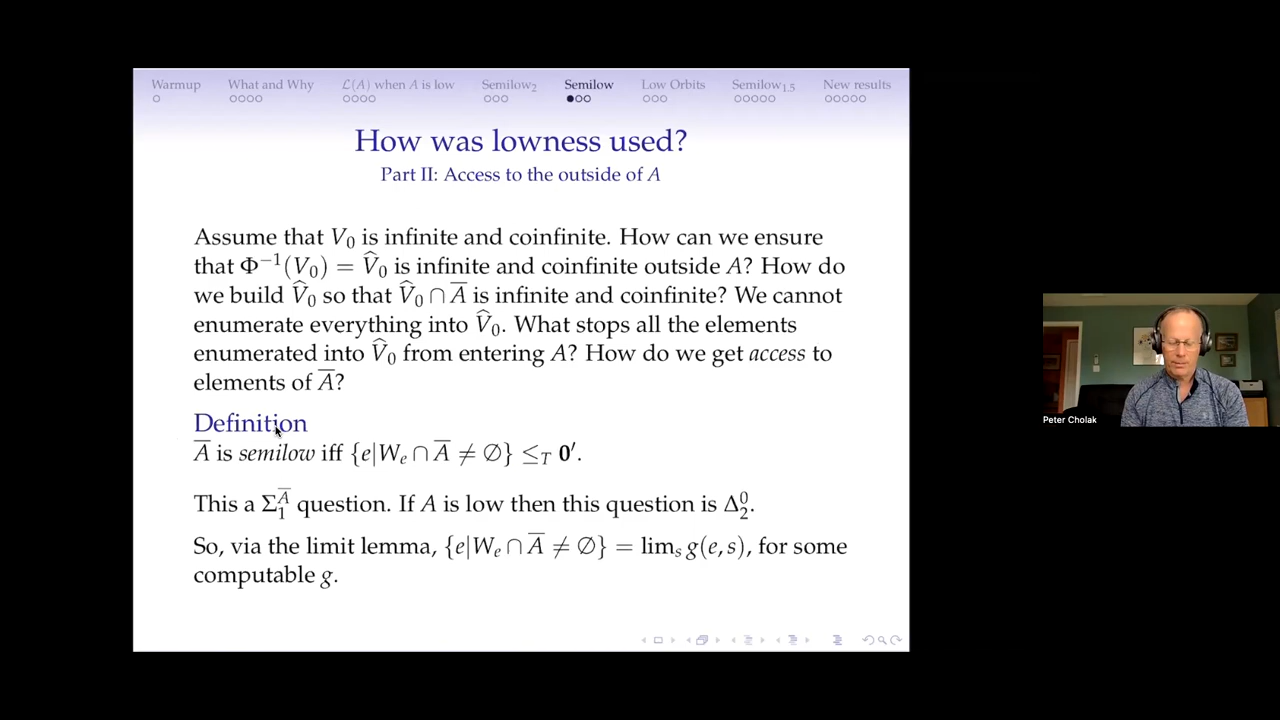 Warmup What and Why L(A) when A is low Semilow₂ Semilow Low Orbits Semilow₁.₅ New results
How was lowness used?
Part II: Access to the outside of A
Assume that V₀ is infinite and coinfinite. How can we ensure
that Φ⁻¹(V₀) = V̂₀ is infinite and coinfinite outside A? How do
we build V̂₀ so that V̂₀ ∩ A̅ is infinite and coinfinite? We cannot
enumerate everything into V̂₀. What stops all the elements
enumerated into V̂₀ from entering A? How do we get access to
elements of A̅?
Definition
A̅ is semilow iff {e|Wₑ ∩ A̅ ≠ ∅} ≤_T 0′.
This a Σ₁^A̅ question. If A is low then this question is Δ₂⁰.
So, via the limit lemma, {e|Wₑ ∩ A̅ ≠ ∅} = limₛ g(e, s), for some
computable g.
Peter Cholak